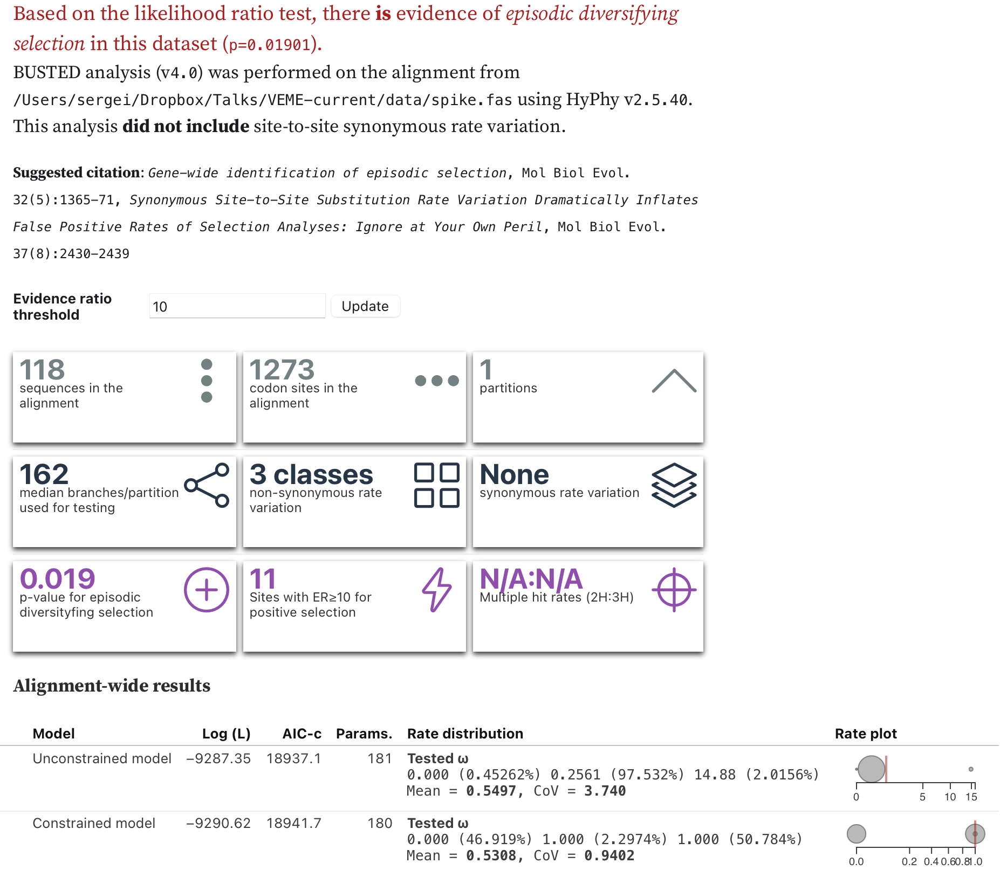 Based on the likelihood ratio test, there is evidence of episodic diversifying
selection in this dataset (p=0.01901).
BUSTED analysis (v4.0) was performed on the alignment from
/Users/sergei/Dropbox/Talks/VEME-current/data/spike.fas using HyPhy v2.5.40.
This analysis did not include site-to-site synonymous rate variation.
Suggested citation: Gene-wide identification of episodic selection, Mol Biol Evol.
32(5):1365-71, Synonymous Site-to-Site Substitution Rate Variation Dramatically Inflates
False Positive Rates of Selection Analyses: Ignore at Your Own Peril, Mol Biol Evol.
37(8):2430-2439
Evidence ratio
threshold
10
Update
118
sequences in the
alignment
1273
codon sites in the
alignment
1
partitions
162
median branches/partition
used for testing
3 classes
non-synonymous rate
variation
None
synonymous rate variation
0.019
p-value for episodic
diversityfing selection
11
Sites with ER≥10 for
positive selection
N/A:N/A
Multiple hit rates (2H:3H)
Alignment-wide results
Model Log (L) AIC-c Params. Rate distribution Rate plot
Unconstrained model −9287.35 18937.1 181 Tested ω
0.000 (0.45262%) 0.2561 (97.532%) 14.88 (2.0156%)
Mean = 0.5497, CoV = 3.740
0 5 10 15
Constrained model −9290.62 18941.7 180 Tested ω
0.000 (46.919%) 1.000 (2.2974%) 1.000 (50.784%)
Mean = 0.5308, CoV = 0.9402
0.0 0.2 0.4 0.6 0.8 1.0